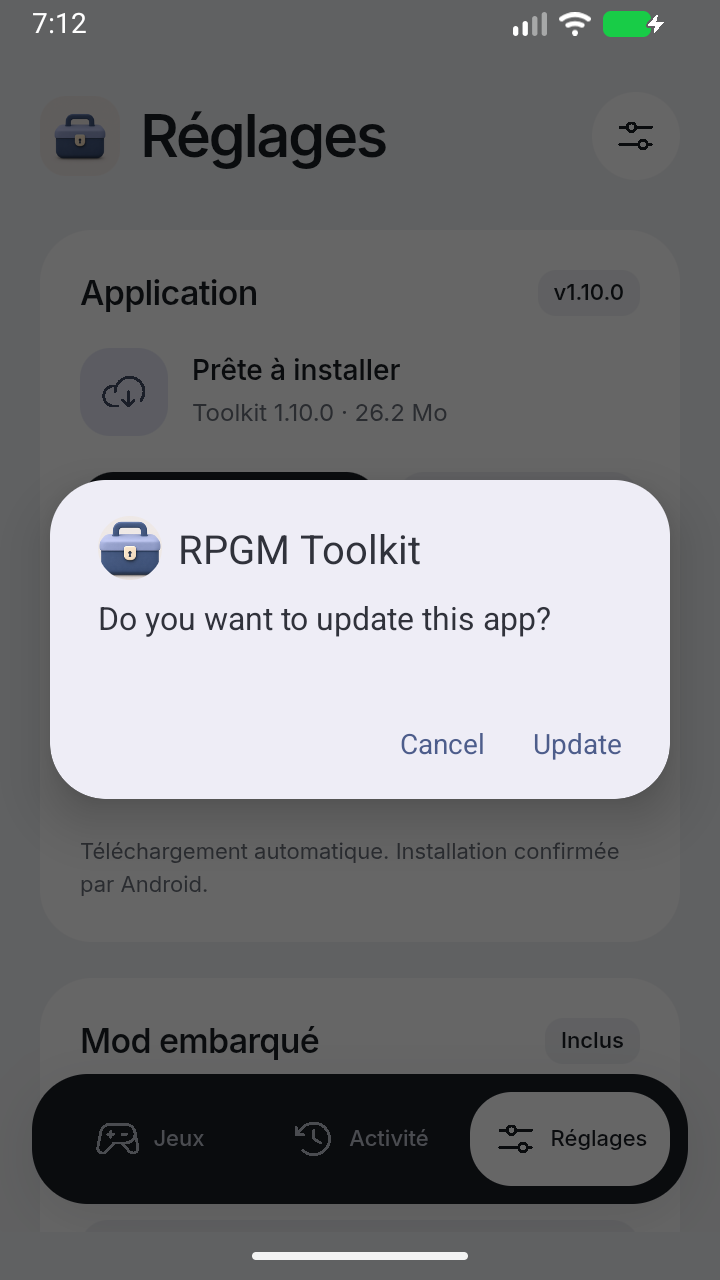 7:12
Réglages
Application
v1.10.0
Prête à installer
Toolkit 1.10.0 · 26.2 Mo
RPGM Toolkit
Do you want to update this app?
Cancel
Update
Téléchargement automatique. Installation confirmée
par Android.
Mod embarqué
Inclus
Jeux
Activité
Réglages